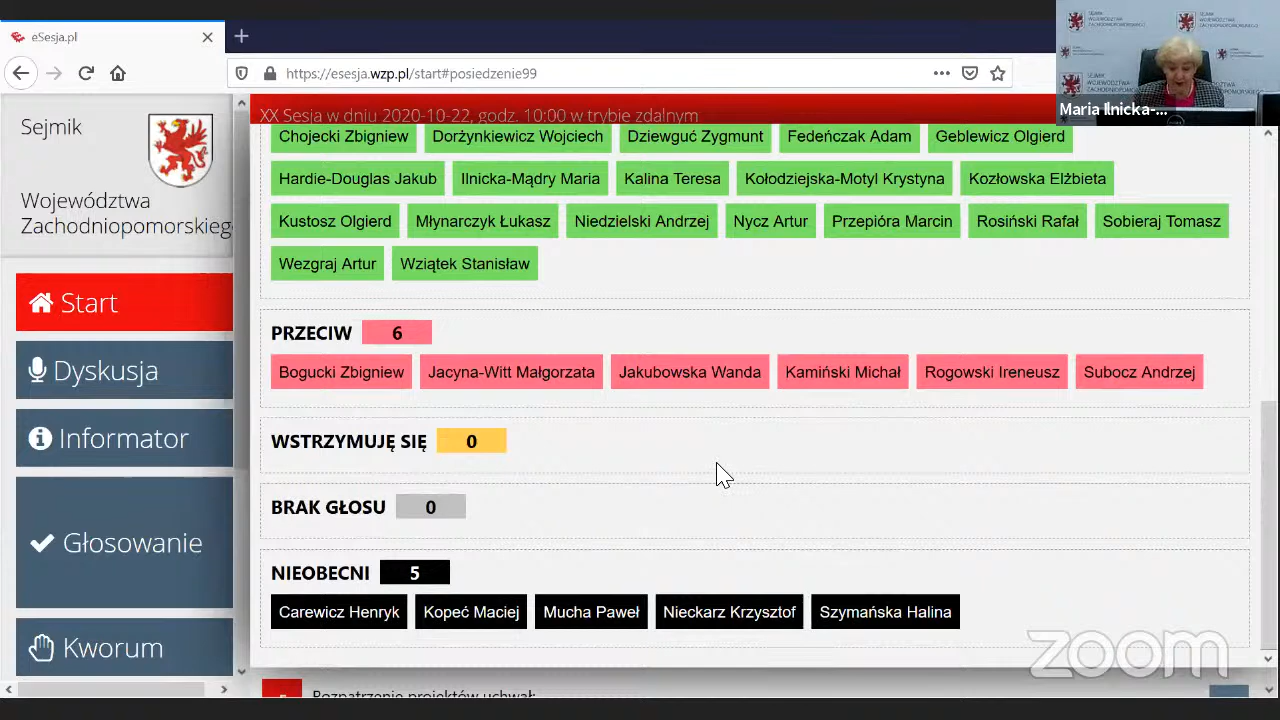 eSesja.pl
https://esesja.wzp.pl/start#posiedzenie99
Maria Ilnicka-...
Sejmik
Województwa
Zachodniopomorskieg
Start
Dyskusja
Informator
Głosowanie
Kworum
XX Sesja w dniu 2020-10-22, godz. 10:00 w trybie zdalnym
Chojecki Zbigniew Dorżynkiewicz Wojciech Dziewguć Zygmunt Fedeńczak Adam Geblewicz Olgierd
Hardie-Douglas Jakub Ilnicka-Mądry Maria Kalina Teresa Kołodziejska-Motyl Krystyna Kozłowska Elżbieta
Kustosz Olgierd Młynarczyk Łukasz Niedzielski Andrzej Nycz Artur Przepióra Marcin Rosiński Rafał Sobieraj Tomasz
Wezgraj Artur Wziątek Stanisław
PRZECIW 6
Bogucki Zbigniew Jacyna-Witt Małgorzata Jakubowska Wanda Kamiński Michał Rogowski Ireneusz Subocz Andrzej
WSTRZYMUJĘ SIĘ 0
BRAK GŁOSU 0
NIEOBECNI 5
Carewicz Henryk Kopeć Maciej Mucha Paweł Nieckarz Krzysztof Szymańska Halina
zoom
Rozpatrzenie projektów uchwał: